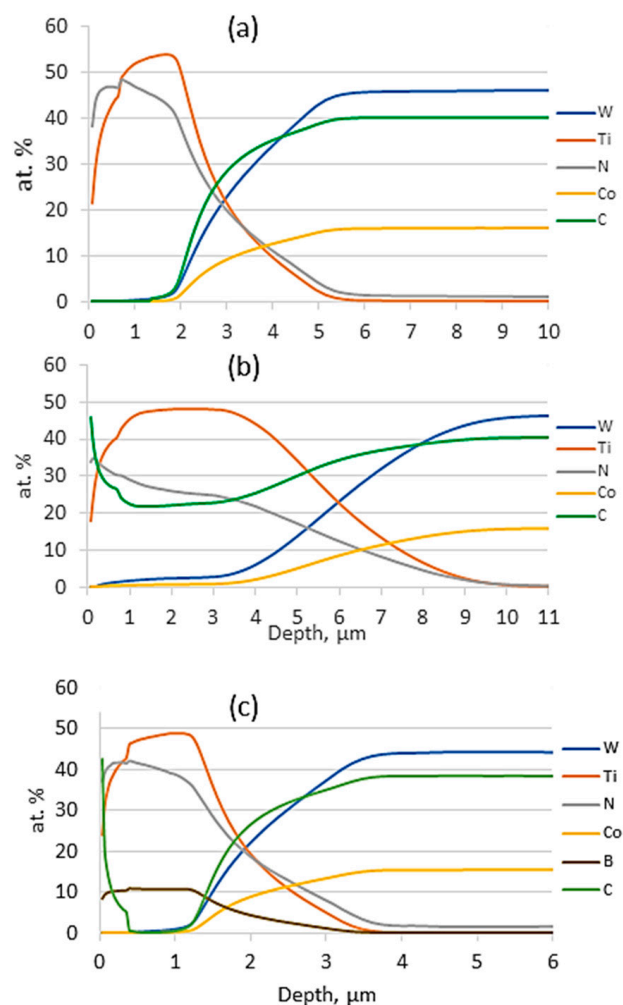 (a)
60
50
40
30
20
10
0
at. %
0 1 2 3 4 5 6 7 8 9 10
W
Ti
N
Co
C
(b)
60
50
40
30
20
10
0
at. %
0 1 2 3 4 5 6 7 8 9 10 11
Depth, μm
W
Ti
N
Co
C
(c)
60
50
40
30
20
10
0
at. %
0 1 2 3 4 5 6
Depth, μm
W
Ti
N
Co
B
C